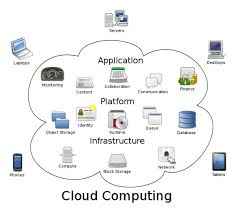 Servers
Laptops
Desktops
Application
Monitoring
Content
Collaboration
Communication
Finance
Platform
Object Storage
Identity
Runtime
Queue
Database
Infrastructure
Compute
Block Storage
Network
Phones
Tablets
Cloud Computing